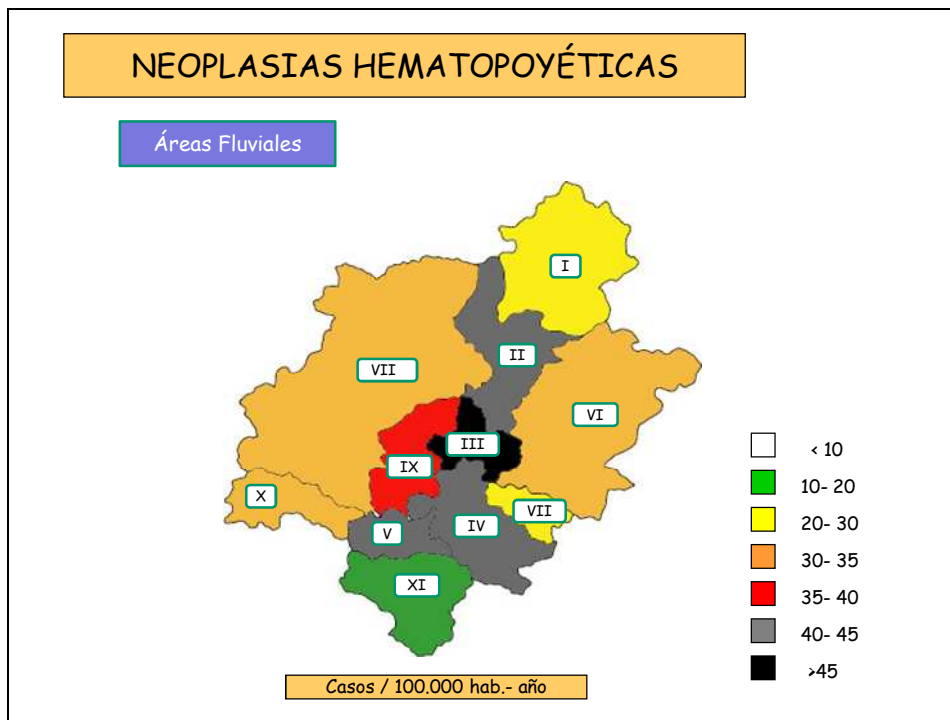 NEOPLASIAS HEMATOPOYÉTICAS
Áreas Fluviales
I
II
VII
VI
III
IX
X
VII
IV
V
XI
< 10
10- 20
20- 30
30- 35
35- 40
40- 45
>45
Casos / 100.000 hab.- año